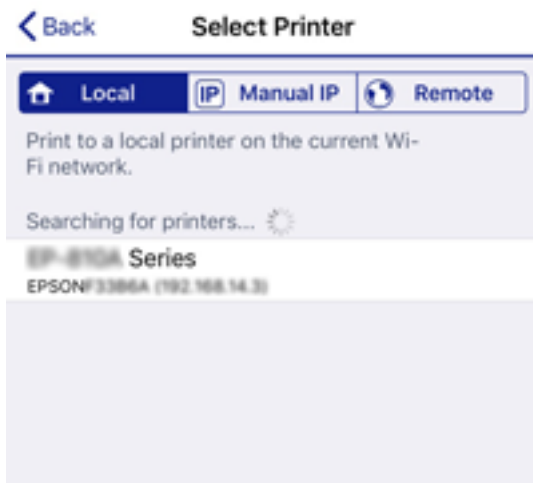 Back Select Printer
Local IP Manual IP Remote
Print to a local printer on the current Wi-
Fi network.
Searching for printers...
Series
EPSON